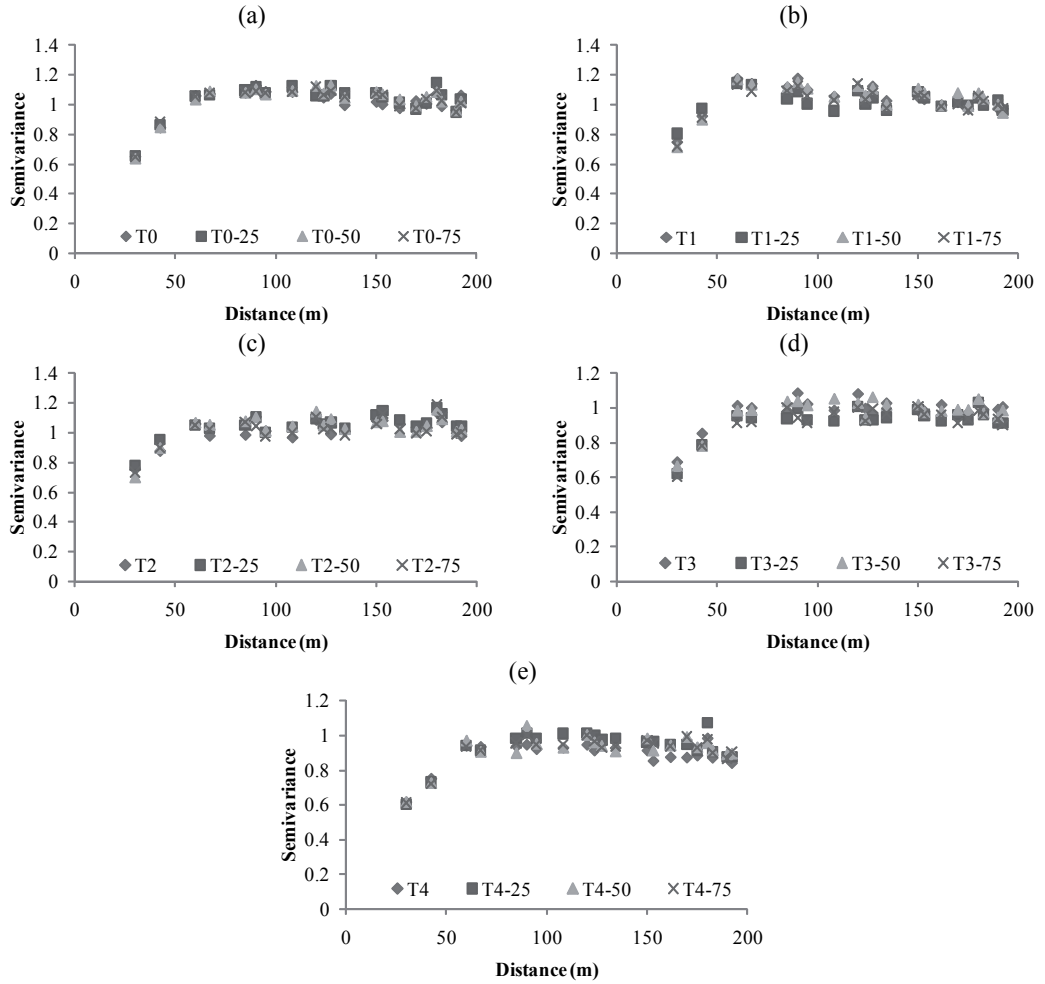 (a)
Semivariance
1.4
1.2
1
0.8
0.6
0.4
0.2
0
T0 T0-25 T0-50 T0-75
0 50 100 150 200
Distance (m)
(b)
Semivariance
1.4
1.2
1
0.8
0.6
0.4
0.2
0
T1 T1-25 T1-50 T1-75
0 50 100 150 200
Distance (m)
(c)
Semivariance
1.4
1.2
1
0.8
0.6
0.4
0.2
0
T2 T2-25 T2-50 T2-75
0 50 100 150 200
Distance (m)
(d)
Semivariance
1.2
1
0.8
0.6
0.4
0.2
0
T3 T3-25 T3-50 T3-75
0 50 100 150 200
Distance (m)
(e)
Semivariance
1.2
1
0.8
0.6
0.4
0.2
0
T4 T4-25 T4-50 T4-75
0 50 100 150 200
Distance (m)